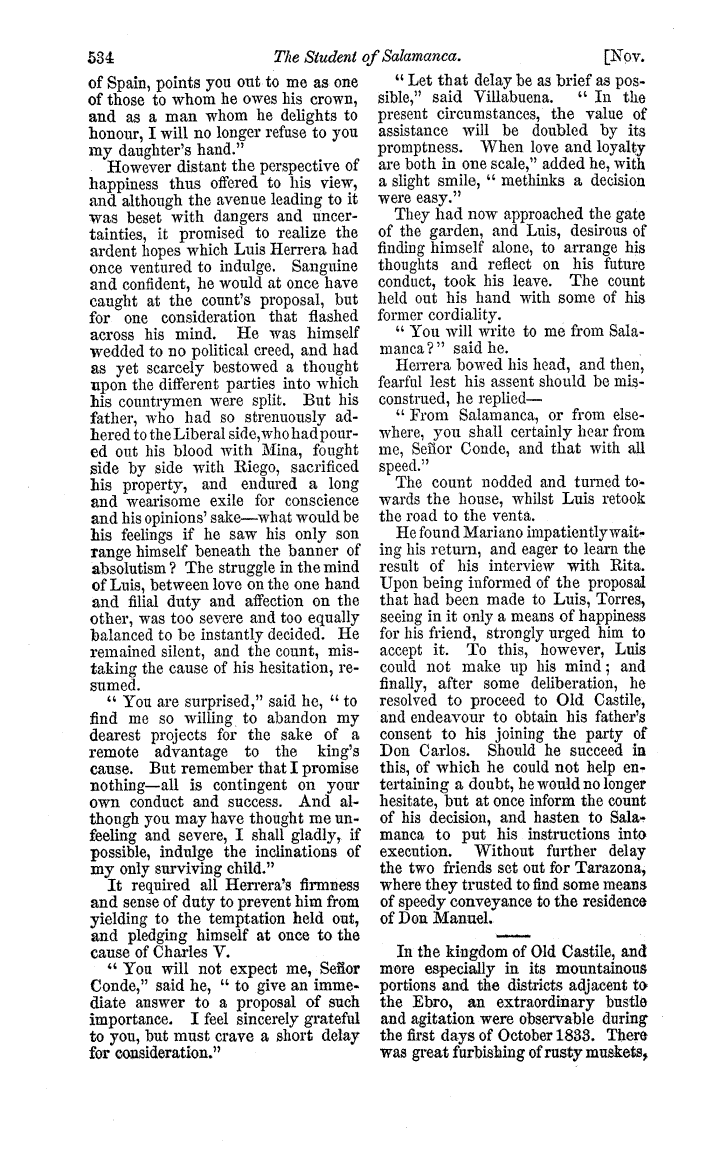 534
The Student of Salamanca.
[Nov.
of Spain, points you out to me as one
of those to whom he owes his crown,
and as a man whom he delights to
honour, I will no longer refuse to you
my daughter's hand."
However distant the perspective of
happiness thus offered to his view,
and although the avenue leading to it
was beset with dangers and uncer-
tainties, it promised to realize the
ardent hopes which Luis Herrera had
once ventured to indulge. Sanguine
and confident, he would at once have
caught at the count's proposal, but
for one consideration that flashed
across his mind. He was himself
wedded to no political creed, and had
as yet scarcely bestowed a thought
upon the different parties into which
his countrymen were split. But his
father, who had so strenuously ad-
hered to the Liberal side, who had pour-
ed out his blood with Mina, fought
side by side with Riego, sacrificed
his property, and endured a long
and wearisome exile for conscience
and his opinions' sake—what would be
his feelings if he saw his only son
range himself beneath the banner of
absolutism? The struggle in the mind
of Luis, between love on the one hand
and filial duty and affection on the
other, was too severe and too equally
balanced to be instantly decided. He
remained silent, and the count, mis-
taking the cause of his hesitation, re-
sumed.
"You are surprised," said he, "to
find me so willing to abandon my
dearest projects for the sake of a
remote advantage to the king's
cause. But remember that I promise
nothing—all is contingent on your
own conduct and success. And al-
though you may have thought me un-
feeling and severe, I shall gladly, if
possible, indulge the inclinations of
my only surviving child."
It required all Herrera's firmness
and sense of duty to prevent him from
yielding to the temptation held out,
and pledging himself at once to the
cause of Charles V.
"You will not expect me, Señor
Conde," said he, "to give an imme-
diate answer to a proposal of such
importance. I feel sincerely grateful
to you, but must crave a short delay
for consideration."
"Let that delay be as brief as pos-
sible," said Villabuena. "In the
present circumstances, the value of
assistance will be doubled by its
promptness. When love and loyalty
are both in one scale," added he, with
a slight smile, "methinks a decision
were easy."
They had now approached the gate
of the garden, and Luis, desirous of
finding himself alone, to arrange his
thoughts and reflect on his future
conduct, took his leave. The count
held out his hand with some of his
former cordiality.
"You will write to me from Sala-
manca?" said he.
Herrera bowed his head, and then,
fearful lest his assent should be mis-
construed, he replied—
"From Salamanca, or from else-
where, you shall certainly hear from
me, Señor Conde, and that with all
speed."
The count nodded and turned to-
wards the house, whilst Luis retook
the road to the venta.
He found Mariano impatiently wait-
ing his return, and eager to learn the
result of his interview with Rita.
Upon being informed of the proposal
that had been made to Luis, Torres,
seeing in it only a means of happiness
for his friend, strongly urged him to
accept it. To this, however, Luis
could not make up his mind; and
finally, after some deliberation, he
resolved to proceed to Old Castile,
and endeavour to obtain his father's
consent to his joining the party of
Don Carlos. Should he succeed in
this, of which he could not help en-
tertaining a doubt, he would no longer
hesitate, but at once inform the count
of his decision, and hasten to Sala-
manca to put his instructions into
execution. Without further delay
the two friends set out for Tarazona,
where they trusted to find some means
of speedy conveyance to the residence
of Don Manuel.
In the kingdom of Old Castile, and
more especially in its mountainous
portions and the districts adjacent to
the Ebro, an extraordinary bustle
and agitation were observable during
the first days of October 1833. There
was great furbishing of rusty muskets,